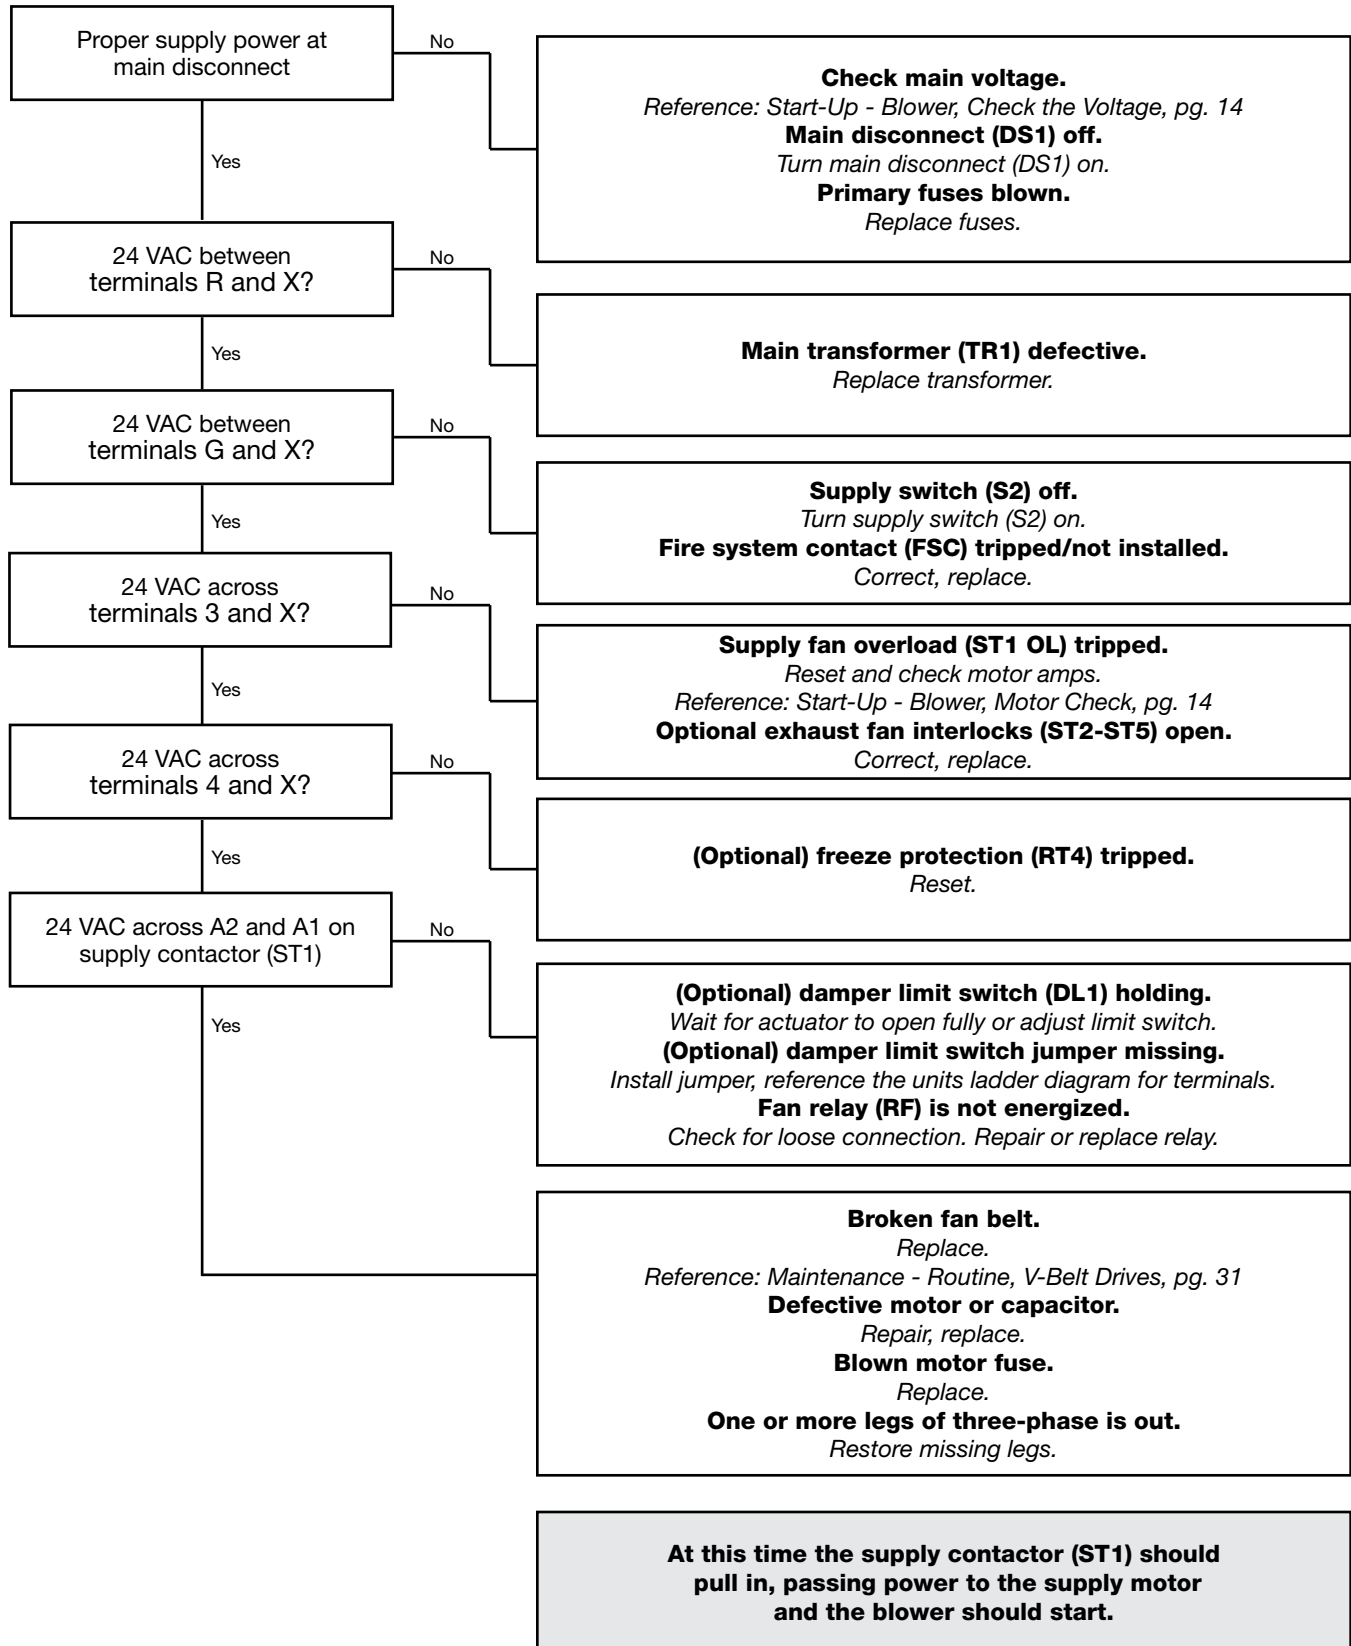 Proper supply power at
main disconnect
No
Check main voltage.
Reference: Start-Up - Blower, Check the Voltage, pg. 14
Main disconnect (DS1) off.
Turn main disconnect (DS1) on.
Primary fuses blown.
Replace fuses.
Yes
24 VAC between
terminals R and X?
No
Main transformer (TR1) defective.
Replace transformer.
Yes
24 VAC between
terminals G and X?
No
Supply switch (S2) off.
Turn supply switch (S2) on.
Fire system contact (FSC) tripped/not installed.
Correct, replace.
Yes
24 VAC across
terminals 3 and X?
No
Supply fan overload (ST1 OL) tripped.
Reset and check motor amps.
Reference: Start-Up - Blower, Motor Check, pg. 14
Optional exhaust fan interlocks (ST2-ST5) open.
Correct, replace.
Yes
24 VAC across
terminals 4 and X?
No
(Optional) freeze protection (RT4) tripped.
Reset.
Yes
24 VAC across A2 and A1 on
supply contactor (ST1)
No
(Optional) damper limit switch (DL1) holding.
Wait for actuator to open fully or adjust limit switch.
(Optional) damper limit switch jumper missing.
Install jumper, reference the units ladder diagram for terminals.
Fan relay (RF) is not energized.
Check for loose connection. Repair or replace relay.
Yes
Broken fan belt.
Replace.
Reference: Maintenance - Routine, V-Belt Drives, pg. 31
Defective motor or capacitor.
Repair, replace.
Blown motor fuse.
Replace.
One or more legs of three-phase is out.
Restore missing legs.
At this time the supply contactor (ST1) should
pull in, passing power to the supply motor
and the blower should start.